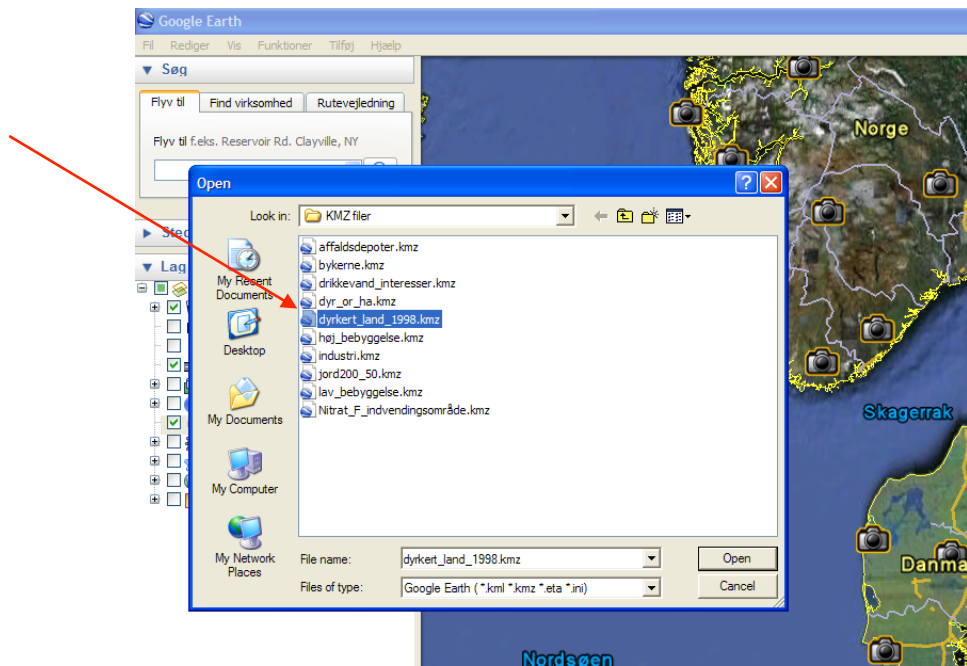 Google Earth
Fil Rediger Vis Funktioner Tilføj Hjælp
Søg
Flyv til Find virksomhed Rutevejledning
Flyv til f.eks. Reservoir Rd. Clayville, NY
Open
Look in: KMZ filer
Lag
My Recent Documents
Desktop
My Documents
My Computer
My Network Places
affaldsdepoter.kmz
bykerne.kmz
drikkevand_interesser.kmz
dyr_or_ha.kmz
dyrkert_land_1998.kmz
høj_bebyggelse.kmz
industri.kmz
jord200_50.kmz
lav_bebyggelse.kmz
Nitrat_F_indvendingsområde.kmz
File name: dyrkert_land_1998.kmz Open
Files of type: Google Earth ( *.kml *.kmz *.eta *.ini) Cancel
Norge
Skagerrak
Danma
Nordsøen